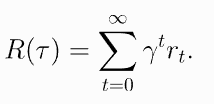 R(τ) = ∑_{t=0}^{∞} γ^t r_t.